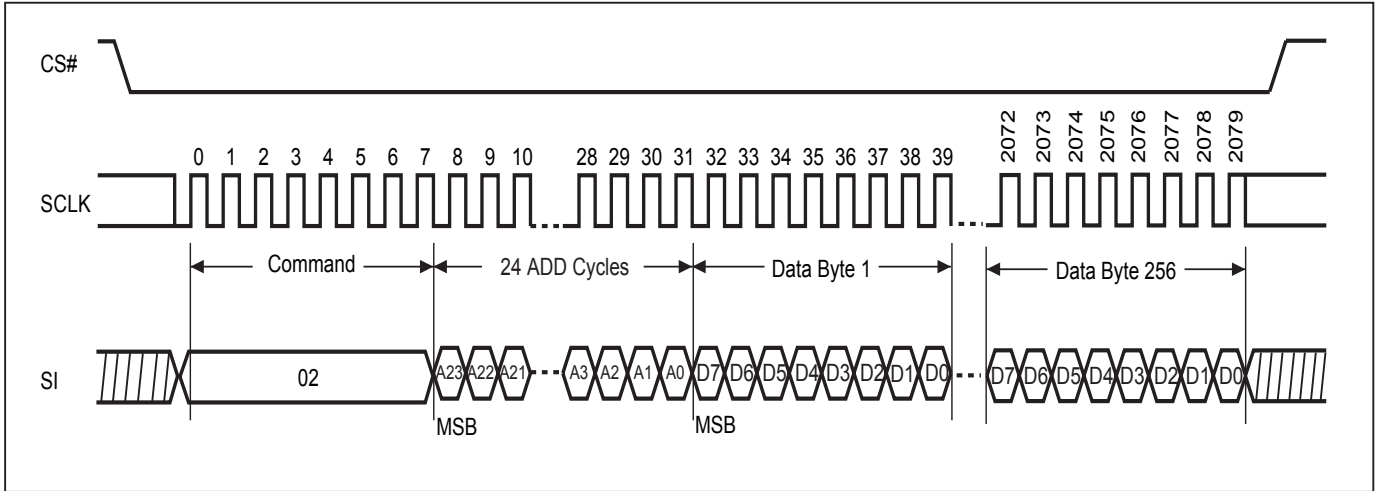 CS#
2072 2073 2074 2075 2076 2077 2078 2079
0 1 2 3 4 5 6 7 8 9 10 28 29 30 31 32 33 34 35 36 37 38 39
SCLK
Command 24 ADD Cycles Data Byte 1 Data Byte 256
SI 02 A23 A22 A21 A3 A2 A1 A0 D7 D6 D5 D4 D3 D2 D1 D0 D7 D6 D5 D4 D3 D2 D1 D0
MSB MSB